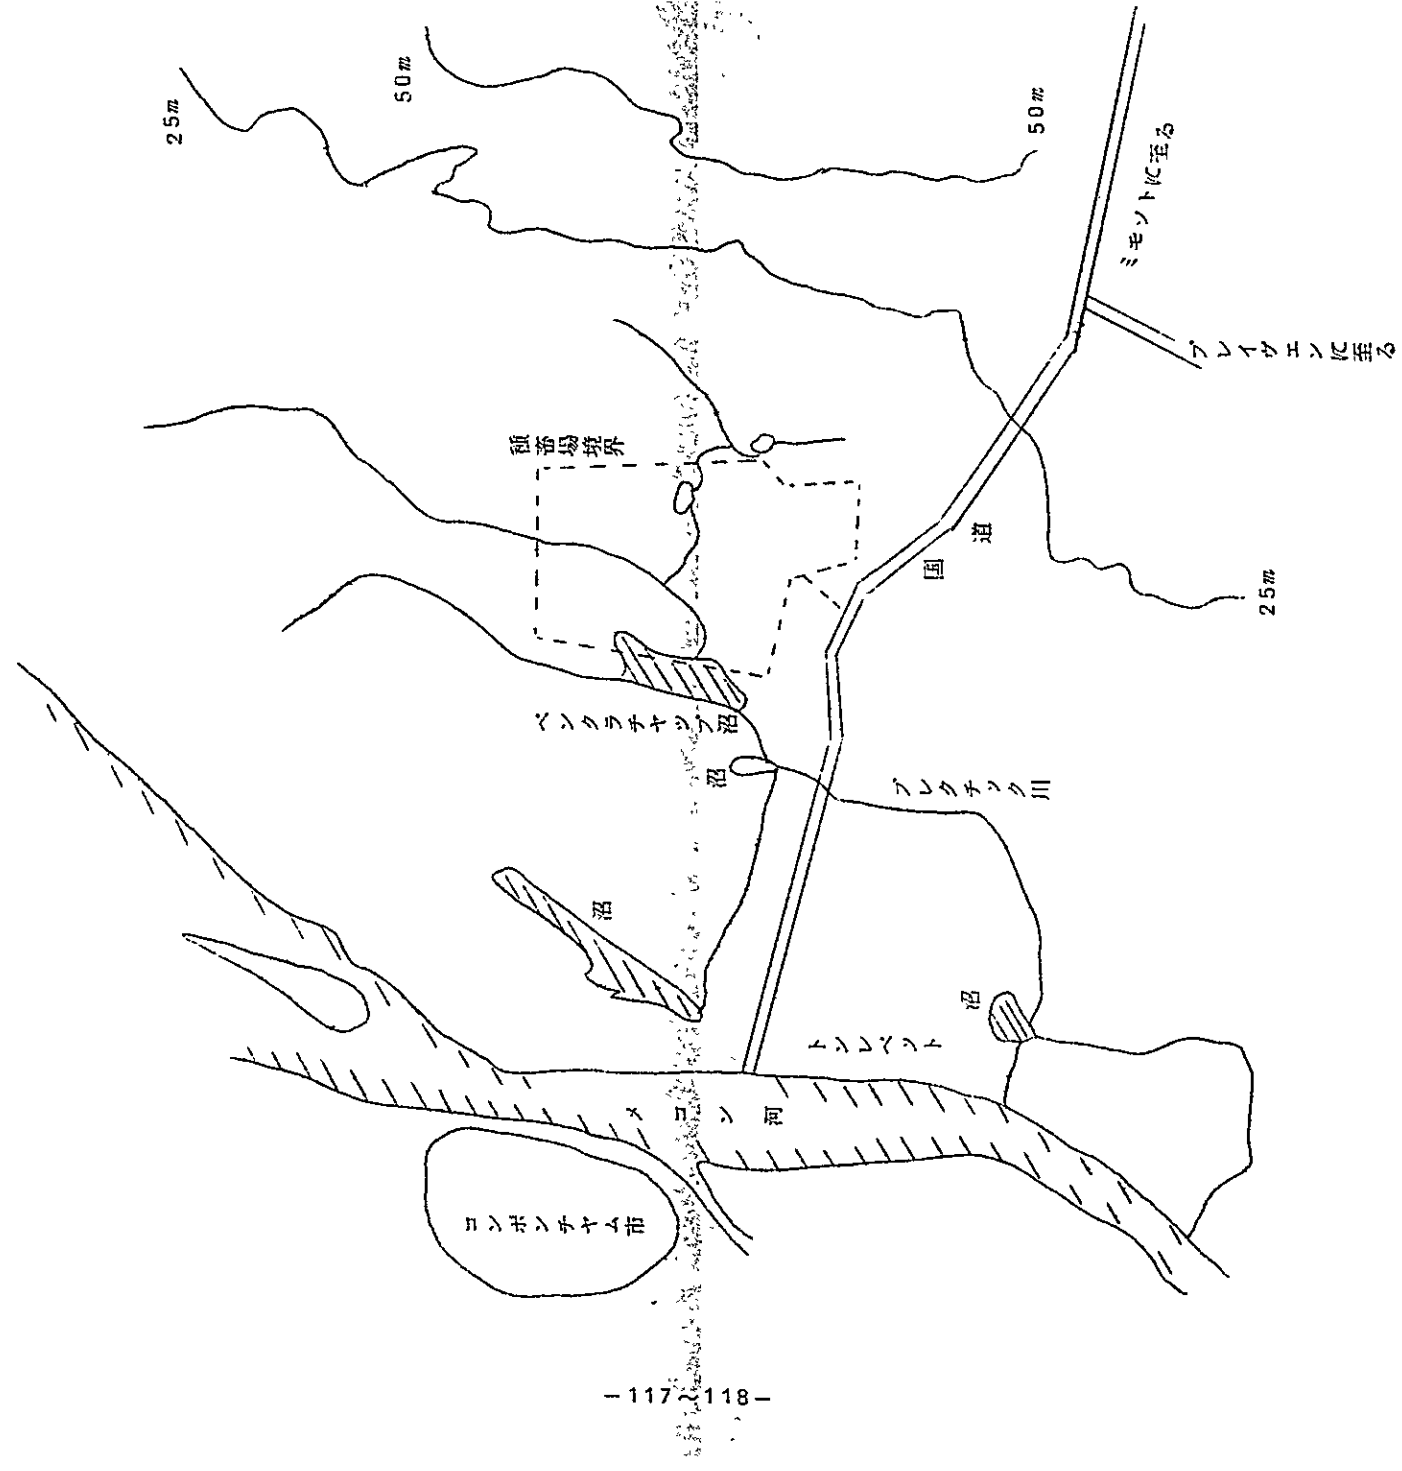 25m
50m
50m
ミモットに至る
プレイヴエンに至る
種畜場境界
国道
25m
ベンクラチャップ沼
沼
プレクチック川
沼
沼
トンレベント
メコン河
コンポンチャム市
－117～118－